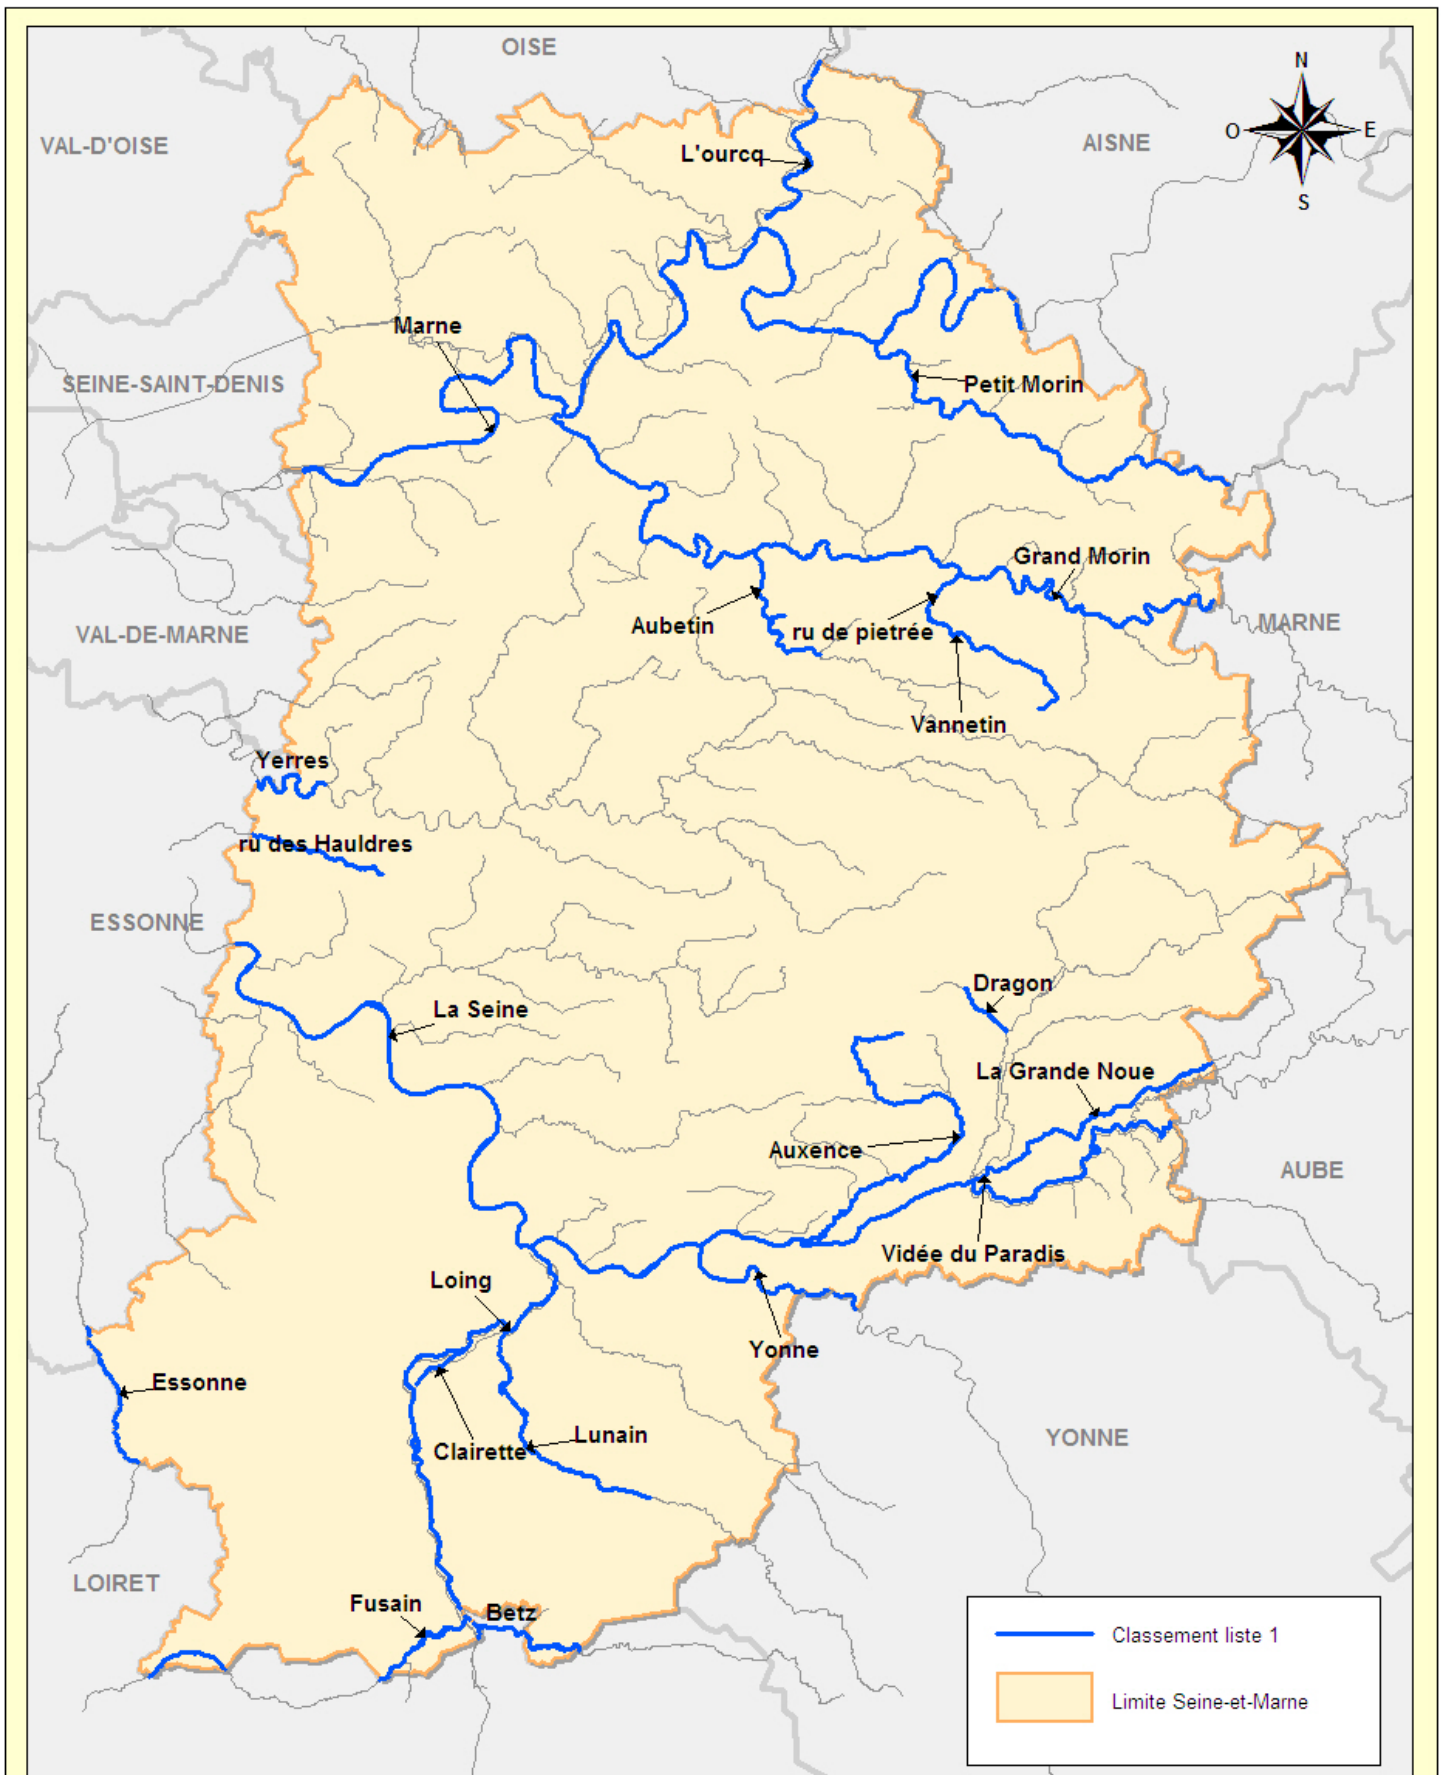 OISE
N
O
E
S
VAL-D'OISE
L'ourcq
AISNE
Marne
SEINE-SAINT-DENIS
Petit Morin
Grand Morin
Aubetin
ru de pietrée
MARNE
VAL-DE-MARNE
Vannetin
Yerres
ru des Hauldres
ESSONNE
Dragon
La Seine
La Grande Noue
Auxence
AUBE
Vidée du Paradis
Loing
Yonne
Essonne
Lunain
Clairette
YONNE
LOIRET
Fusain
Betz
Classement liste 1
Limite Seine-et-Marne